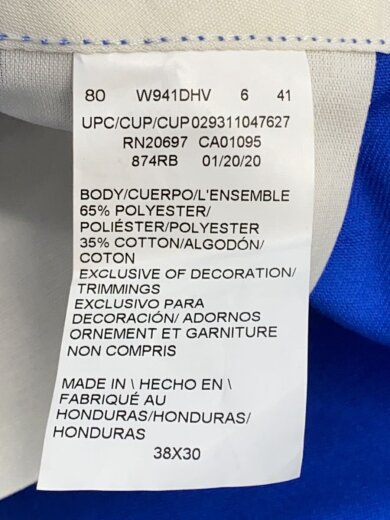 80 W941DHV 6 41
UPC/CUP/CUP029311047627
RN20697 CA01095
874RB 01/20/20
BODY/CUERPO/L'ENSEMBLE
65% POLYESTER/
POLIÉSTER/POLYESTER
35% COTTON/ALGODÓN/
COTON
EXCLUSIVE OF DECORATION/
TRIMMINGS
EXCLUSIVO PARA
DECORACIÓN/ ADORNOS
ORNEMENT ET GARNITURE
NON COMPRIS
MADE IN \ HECHO EN \
FABRIQUÉ AU
HONDURAS/HONDURAS/
HONDURAS
38X30